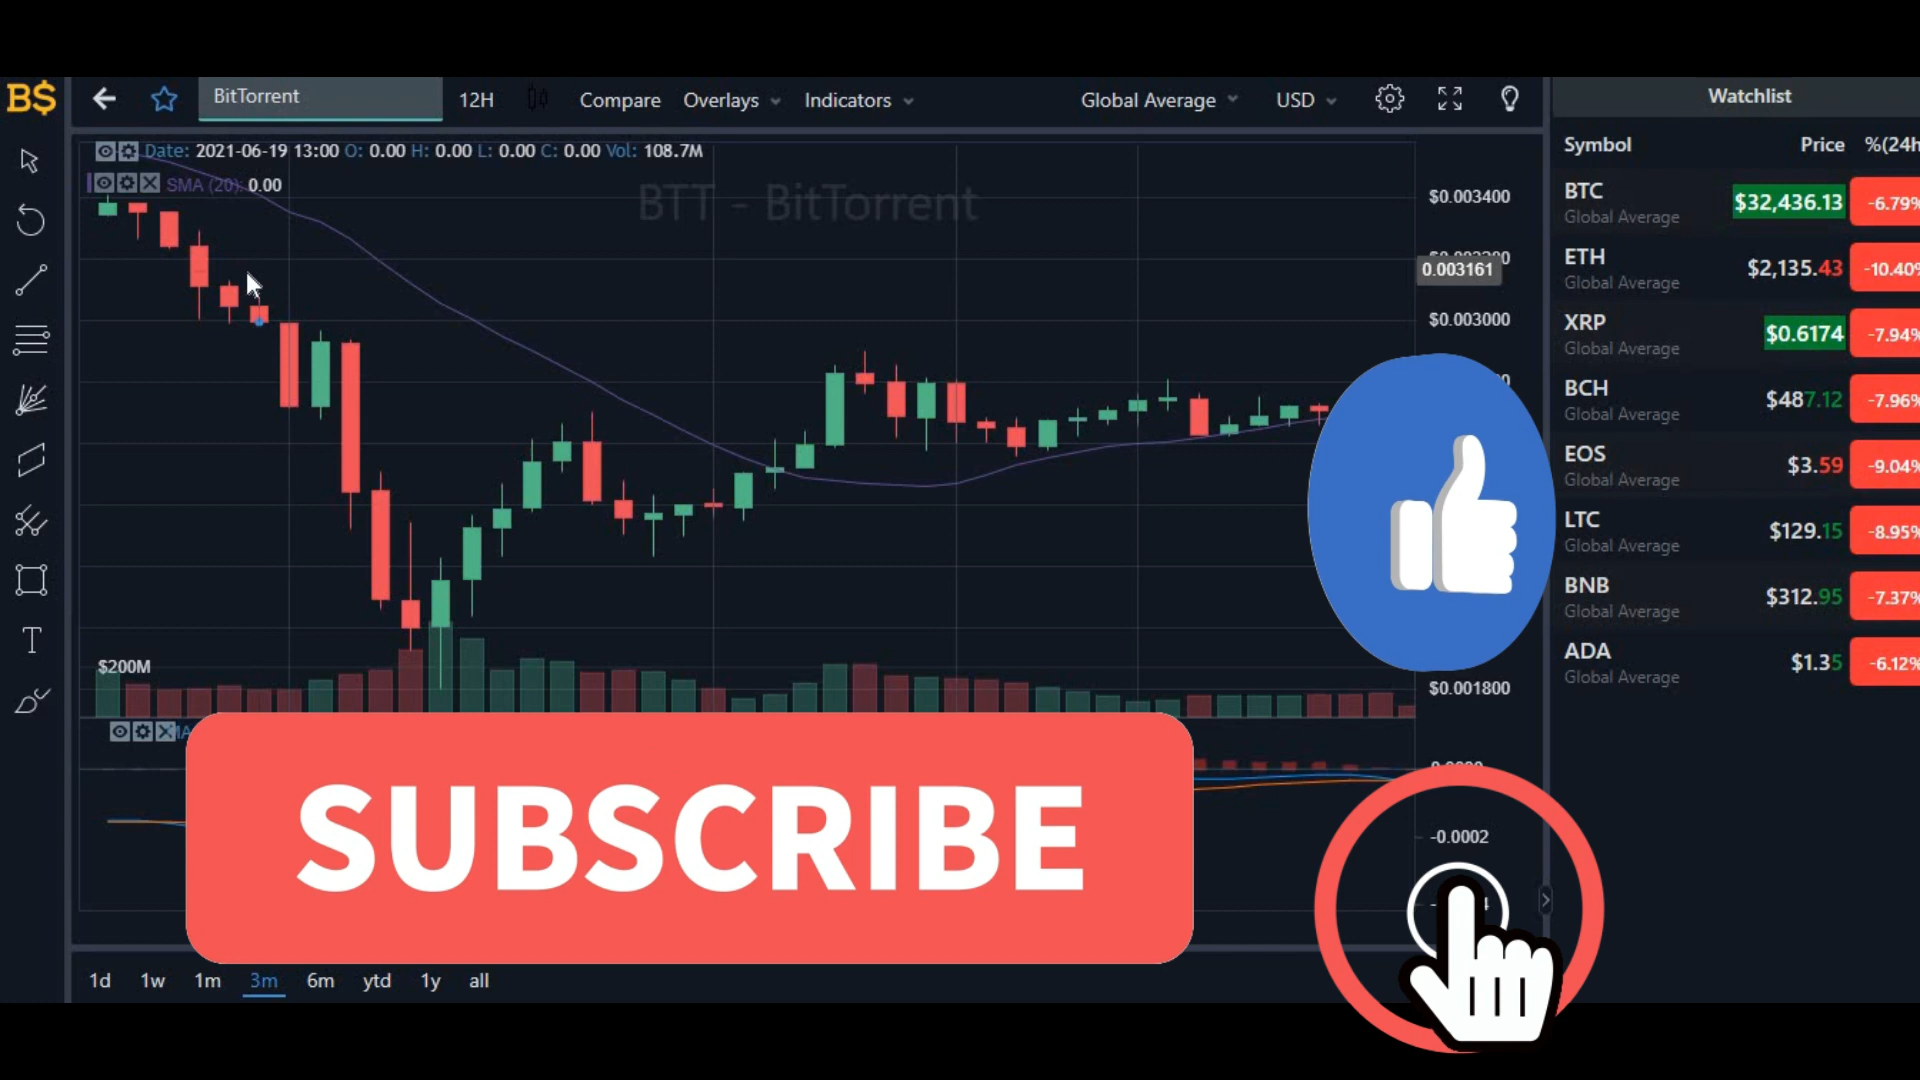 B$
BitTorrent
12H
Compare
Overlays
Indicators
Global Average
USD
Watchlist
Date: 2021-06-19 13:00 O: 0.00 H: 0.00 L: 0.00 C: 0.00 Vol: 108.7M
SMA (20): 0.00
BTT - BitTorrent
$0.003400
0.003161
$0.003000
$200M
$0.001800
-0.0002
Symbol Price %(24h
BTC $32,436.13 -6.79%
Global Average
ETH $2,135.43 -10.40%
Global Average
XRP $0.6174 -7.94%
Global Average
BCH $487.12 -7.96%
Global Average
EOS $3.59 -9.04%
Global Average
LTC $129.15 -8.95%
Global Average
BNB $312.95 -7.37%
Global Average
ADA $1.35 -6.12%
Global Average
SUBSCRIBE
T
1d 1w 1m 3m 6m ytd 1y all